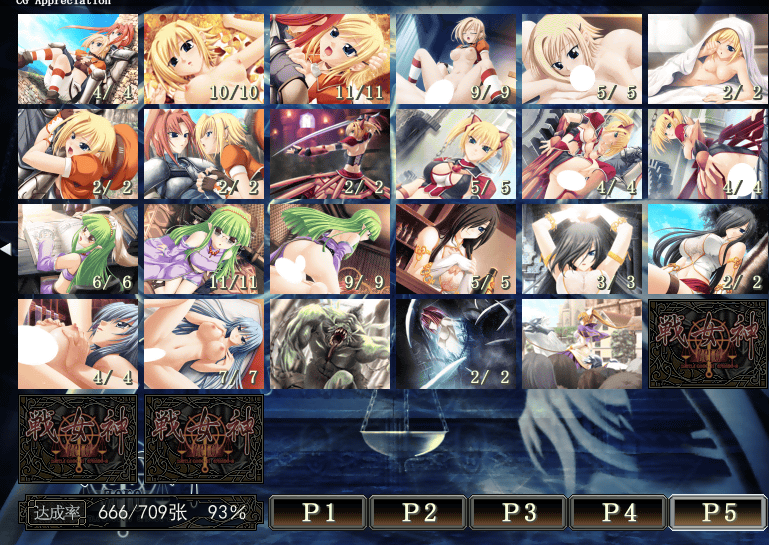 CG Appreciation
4/ 4 10/10 11/11 9/ 9 5/ 5 2/ 2
2/ 2 2/ 2 2/ 2 5/ 5 4/ 4 4/ 4
6/ 6 11/11 9/ 9 5/ 5 3/ 3 2/ 2
4/ 4 7/ 7 2/ 2 戦女神
戦女神 戦女神
达成率 666/709张 93%
P1 P2 P3 P4 P5